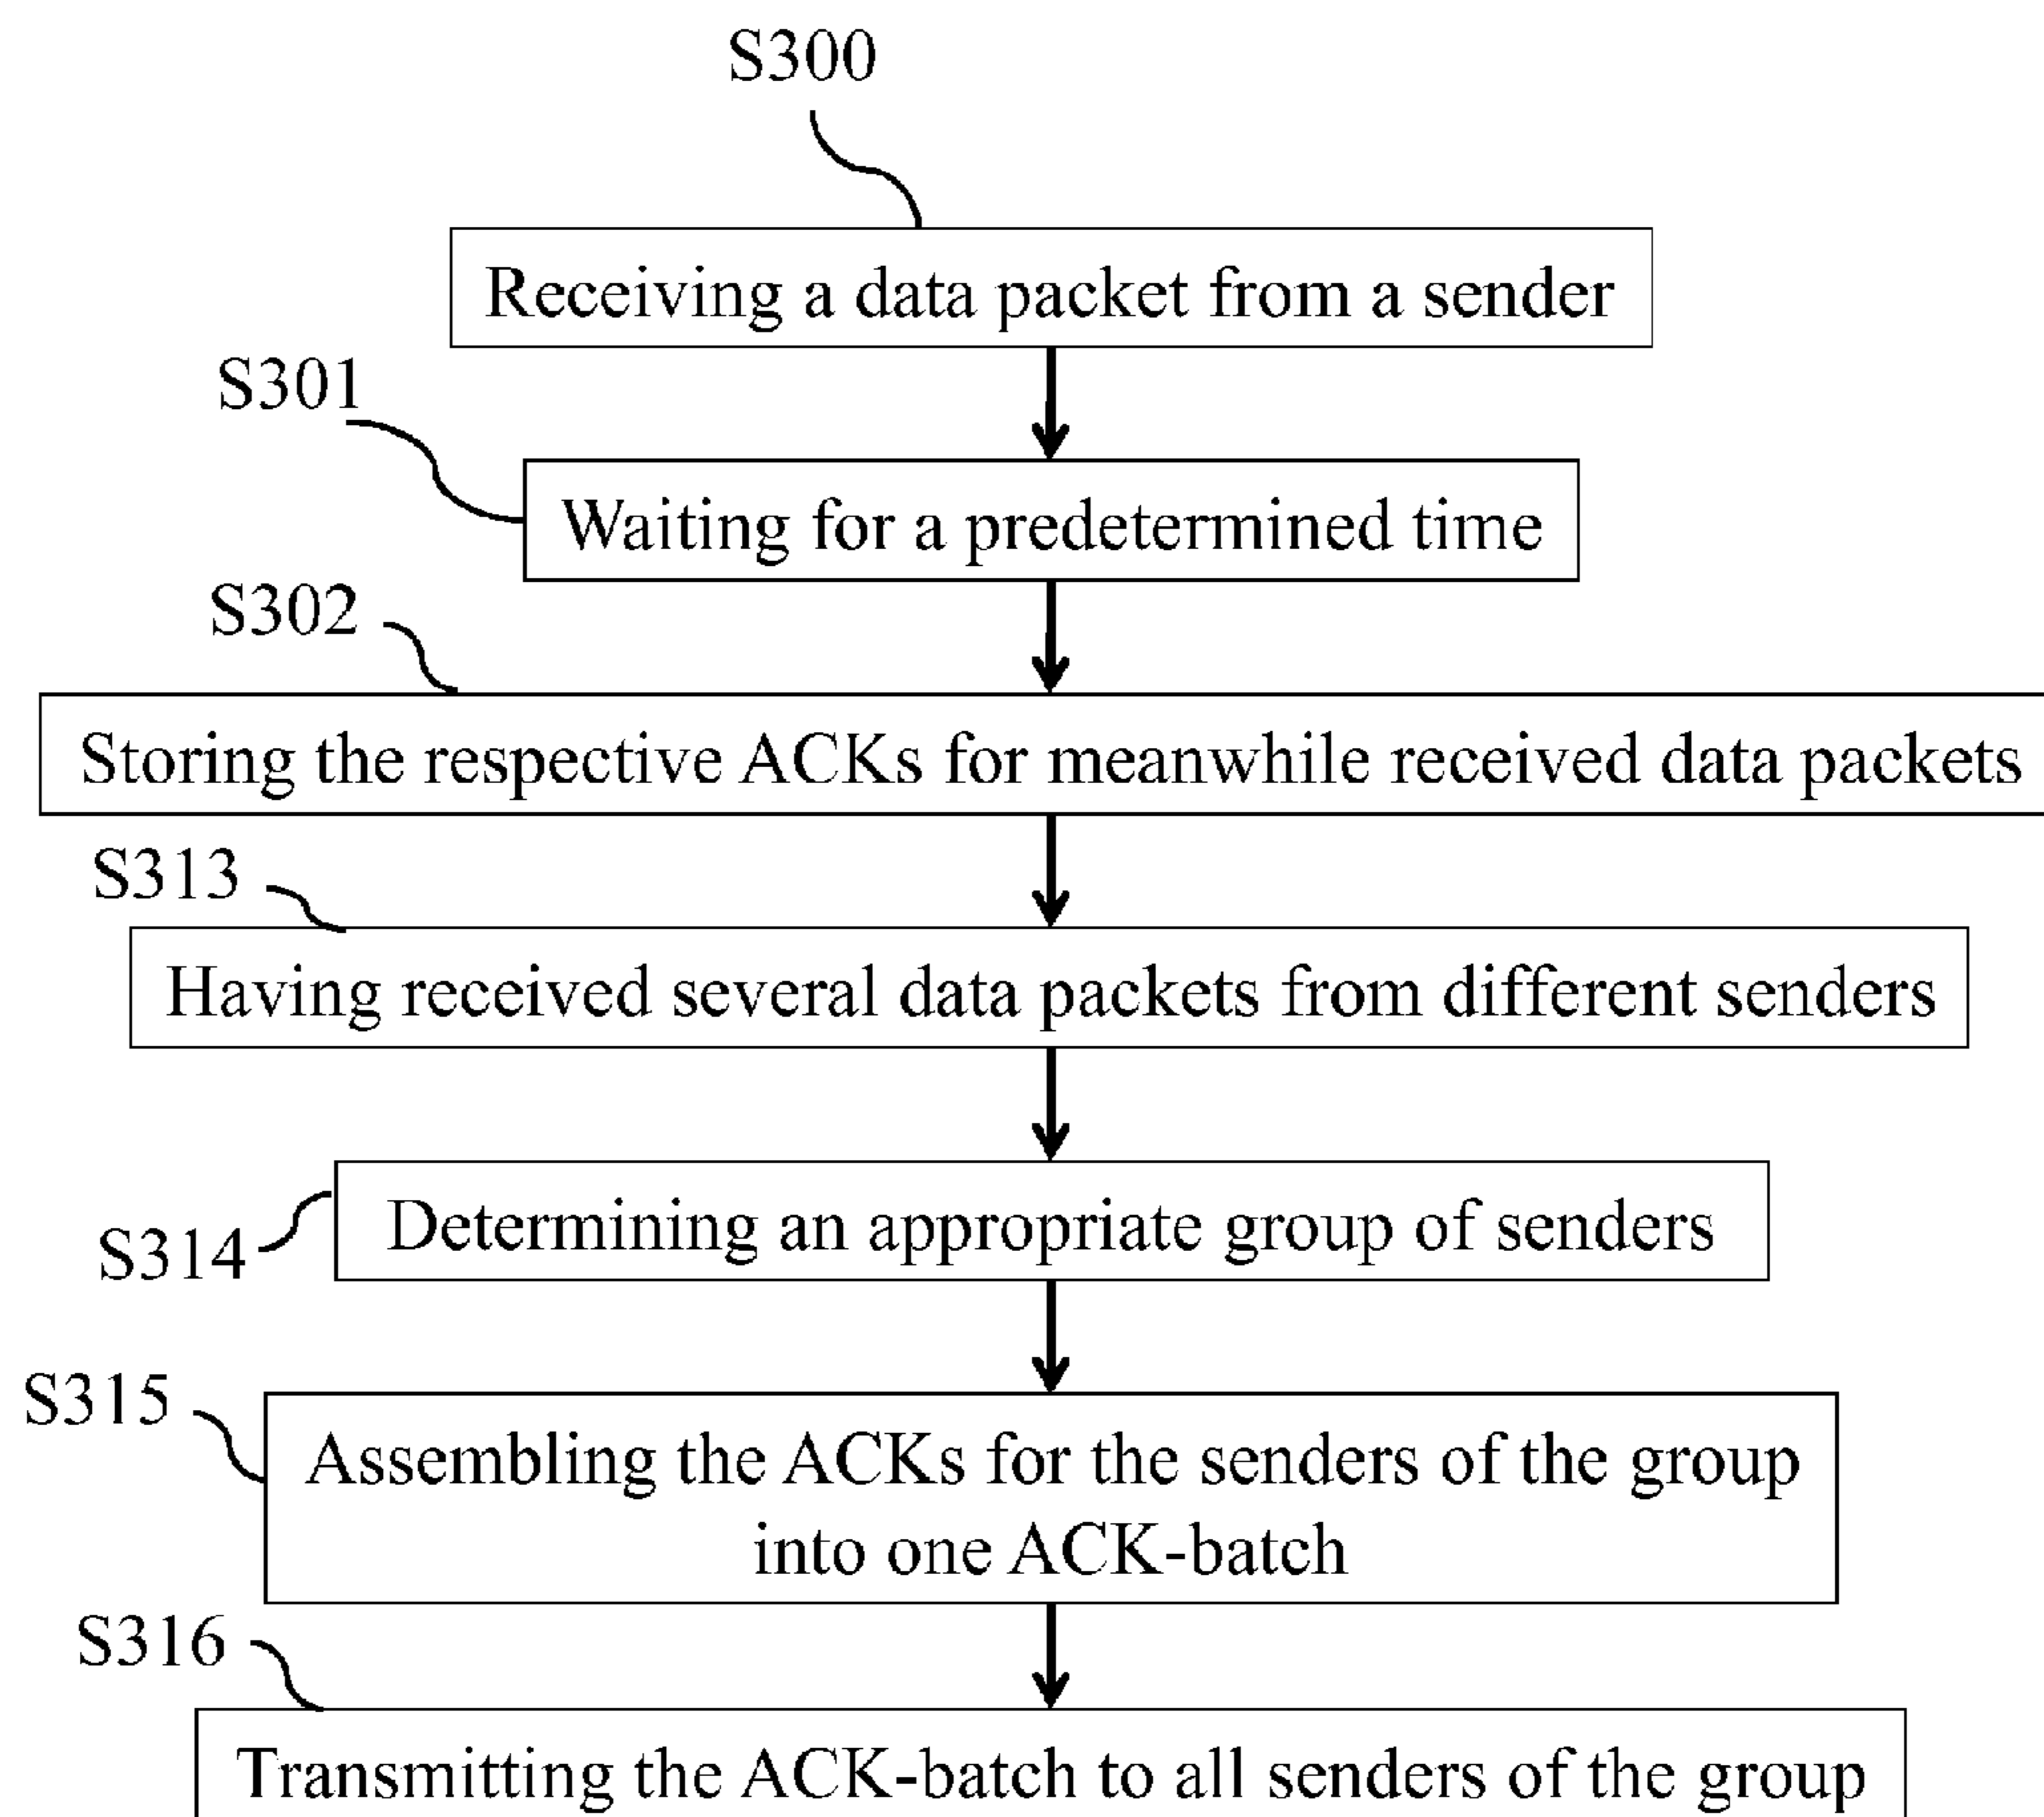 S300
Receiving a data packet from a sender
S301
Waiting for a predetermined time
S302
Storing the respective ACKs for meanwhile received data packets
S313
Having received several data packets from different senders
S314
Determining an appropriate group of senders
S315
Assembling the ACKs for the senders of the group
into one ACK-batch
S316
Transmitting the ACK-batch to all senders of the group